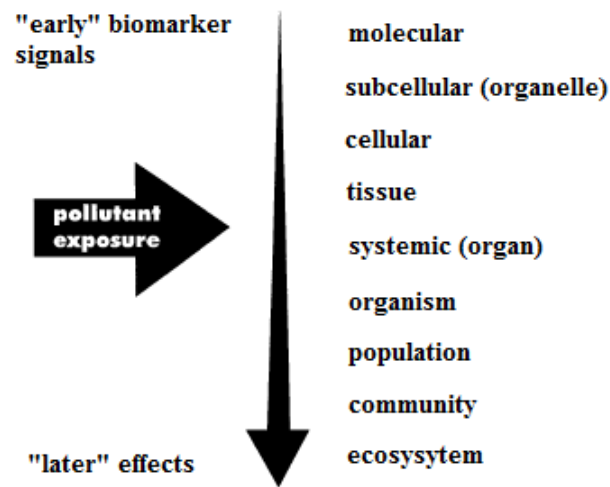 "early" biomarker
signals
molecular
subcellular (organelle)
cellular
tissue
pollutant
exposure
systemic (organ)
organism
population
community
"later" effects
ecosysytem